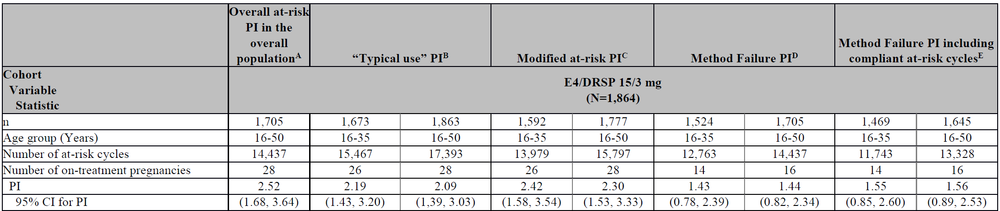 Overall at-risk
PI in the
overall
populationA
“Typical use” PIB
Modified at-risk PIC
Method Failure PID
Method Failure PI including
compliant at-risk cyclesE
Cohort
Variable
Statistic
E4/DRSP 15/3 mg
(N=1,864)
n 1,705 1,673 1,863 1,592 1,777 1,524 1,705 1,469 1,645
Age group (Years) 16-50 16-35 16-50 16-35 16-50 16-35 16-50 16-35 16-50
Number of at-risk cycles 14,437 15,467 17,393 13,979 15,797 12,763 14,437 11,743 13,328
Number of on-treatment pregnancies 28 26 28 26 28 14 16 14 16
PI 2.52 2.19 2.09 2.42 2.30 1.43 1.44 1.55 1.56
95% CI for PI (1.68, 3.64) (1.43, 3.20) (1,39, 3.03) (1.58, 3.54) (1.53, 3.33) (0.78, 2.39) (0.82, 2.34) (0.85, 2.60) (0.89, 2.53)